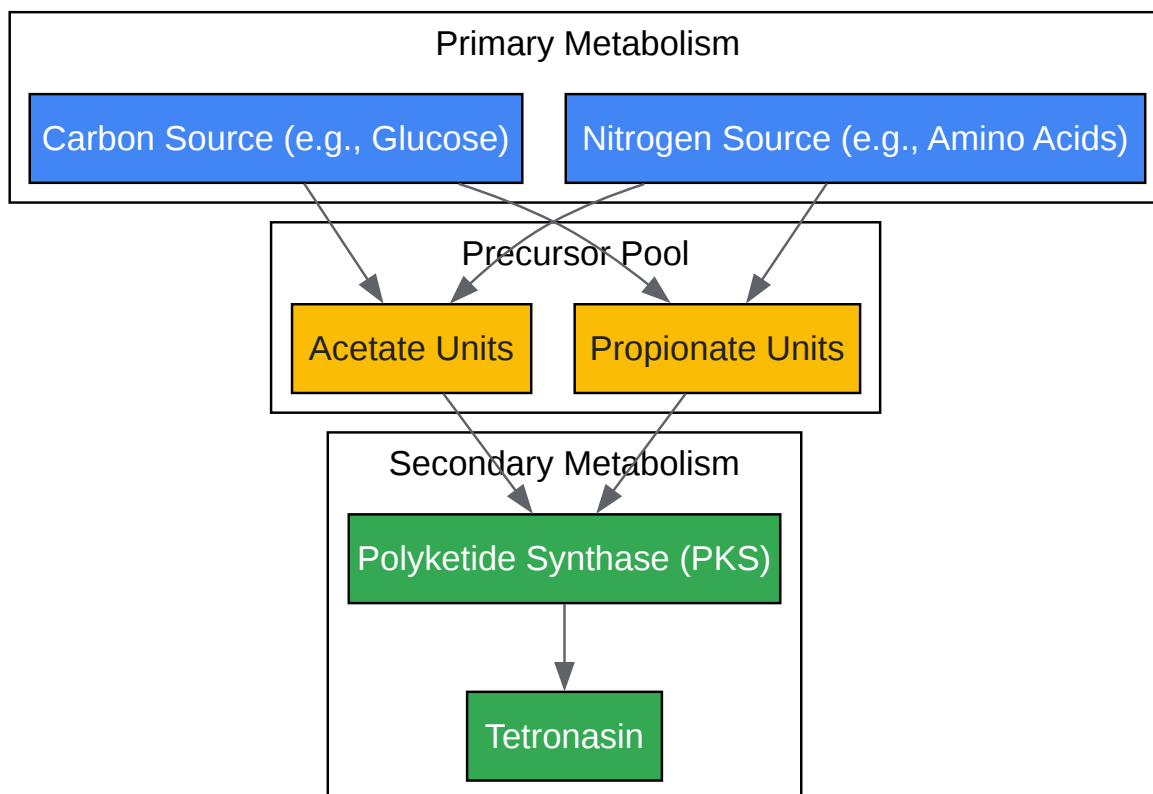 Primary Metabolism
Carbon Source (e.g., Glucose)
Nitrogen Source (e.g., Amino Acids)
Precursor Pool
Acetate Units
Propionate Units
Secondary Metabolism
Polyketide Synthase (PKS)
Tetronasin